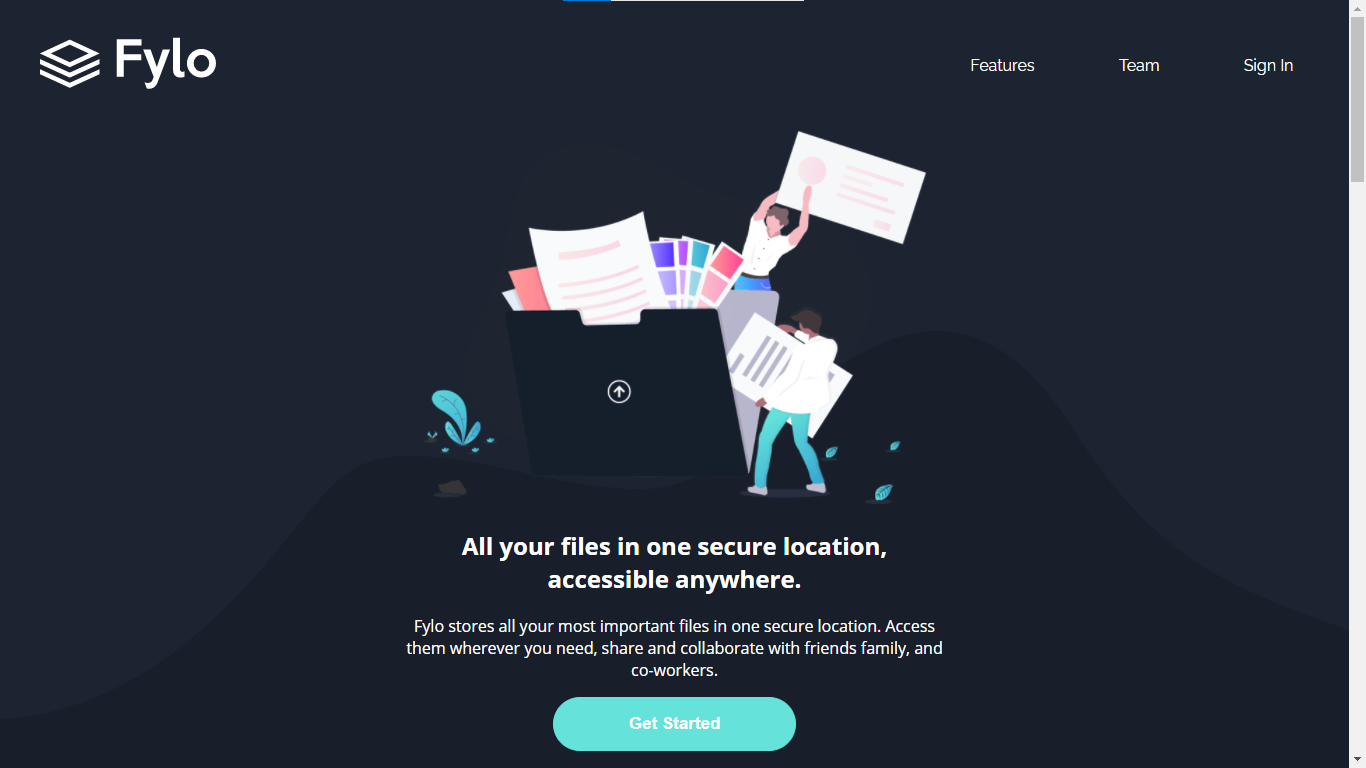 Fylo
Features
Team
Sign In
All your files in one secure location,
accessible anywhere.
Fylo stores all your most important files in one secure location. Access
them wherever you need, share and collaborate with friends family, and
co-workers.
Get Started